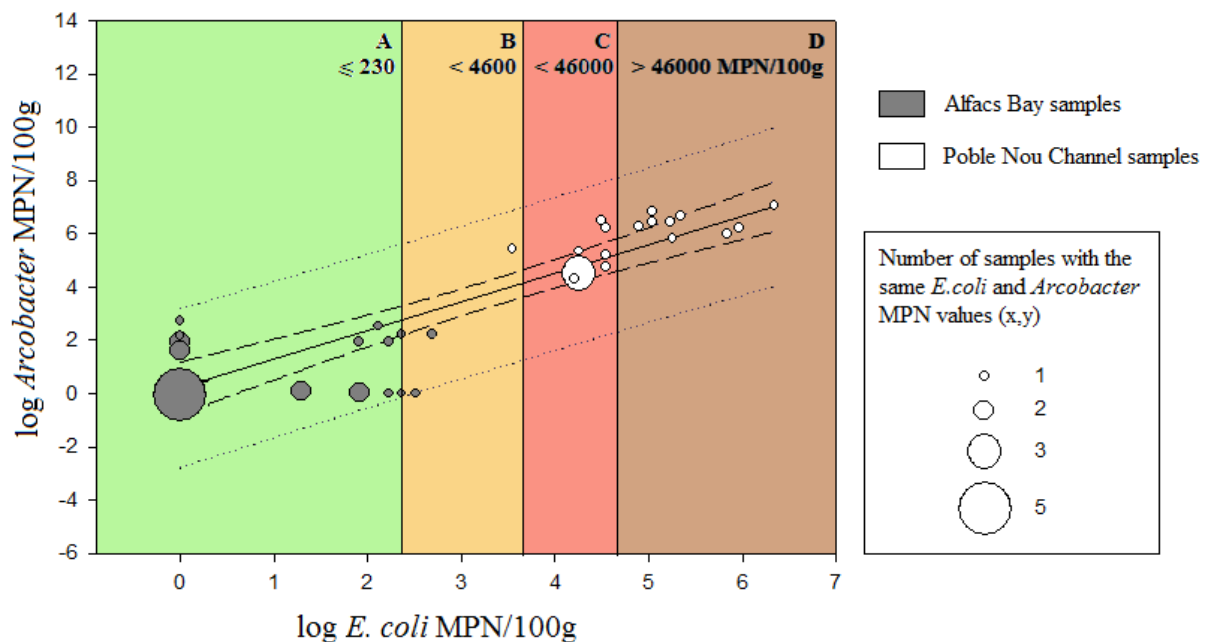 log Arcobacter MPN/100g
14
12
10
8
6
4
2
0
-2
-4
-6
A
≤ 230
B
< 4600
C
< 46000
D
> 46000 MPN/100g
0 1 2 3 4 5 6 7
log E. coli MPN/100g
Alfacs Bay samples
Poble Nou Channel samples
Number of samples with the
same E.coli and Arcobacter
MPN values (x,y)
1
2
3
5